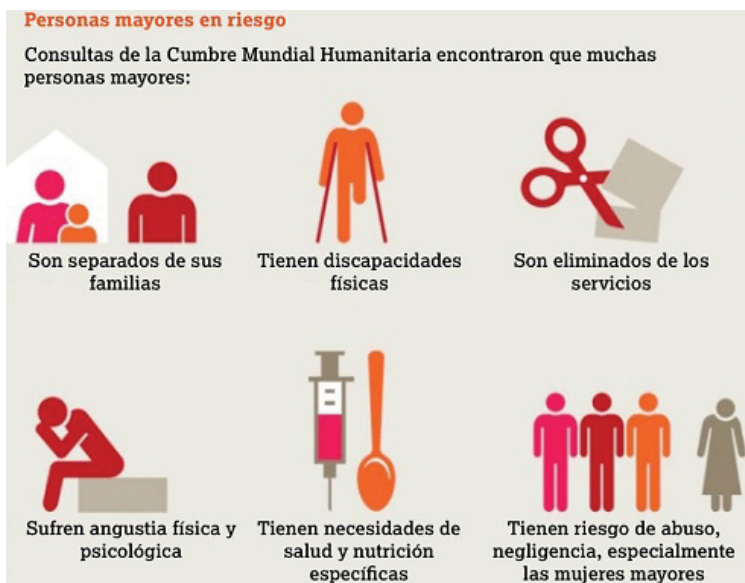 Personas mayores en riesgo
Consultas de la Cumbre Mundial Humanitaria encontraron que muchas
personas mayores:
Son separados de sus
familias
Tienen discapacidades
físicas
Son eliminados de los
servicios
Sufren angustia física y
psicológica
Tienen necesidades de
salud y nutrición
específicas
Tienen riesgo de abuso,
negligencia, especialmente
las mujeres mayores